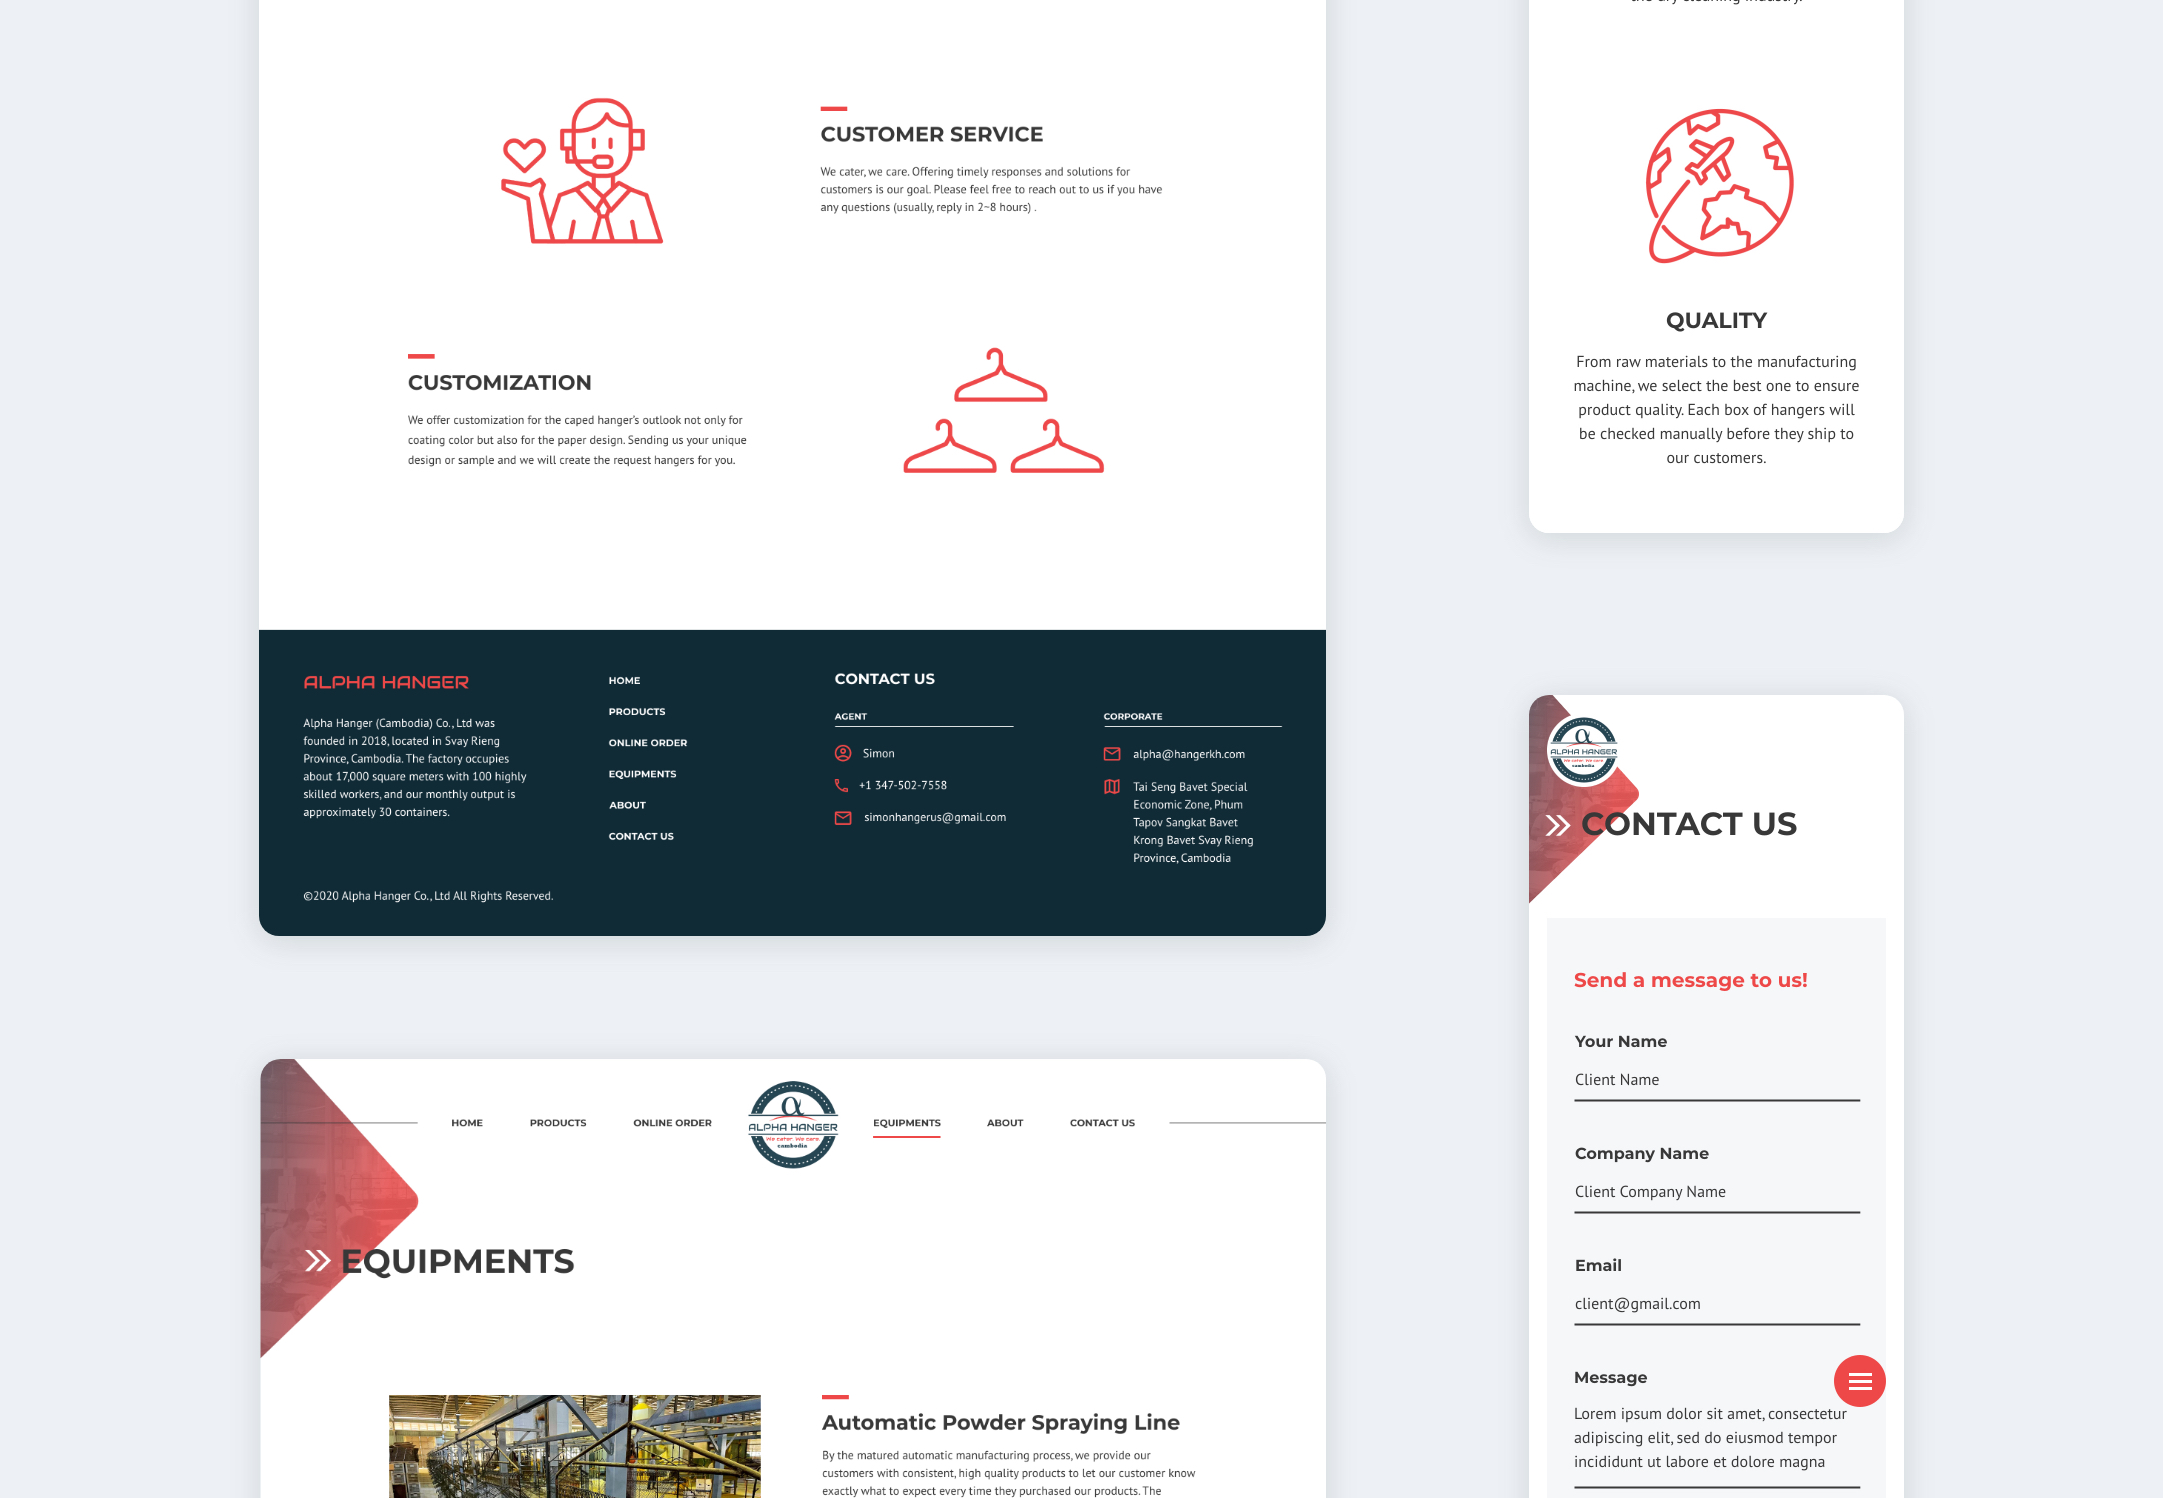 CUSTOMER SERVICE
We cater, we care. Offering timely responses and solutions for
customers is our goal. Please feel free to reach out to us if you have
any questions (usually, reply in 2~8 hours) .
CUSTOMIZATION
We offer customization for the caped hanger's outlook not only for
coating color but also for the paper design. Sending us your unique
design or sample and we will create the request hangers for you.
ALPHA HANGER
Alpha Hanger (Cambodia) Co., Ltd was
founded in 2018, located in Svay Rieng
Province, Cambodia. The factory occupies
about 17,000 square meters with 100 highly
skilled workers, and our monthly output is
approximately 30 containers.
HOME
PRODUCTS
ONLINE ORDER
EQUIPMENTS
ABOUT
CONTACT US
CONTACT US
AGENT
Simon
+1 347-502-7558
simonhangerus@gmail.com
CORPORATE
alpha@hangerkh.com
Tai Seng Bavet Special
Economic Zone, Phum
Tapov Sangkat Bavet
Krong Bavet Svay Rieng
Province, Cambodia
©2020 Alpha Hanger Co., Ltd All Rights Reserved.
HOME
PRODUCTS
ONLINE ORDER
α
ALPHA HANGER
We cater. We care.
cambodia
EQUIPMENTS
ABOUT
CONTACT US
EQUIPMENTS
Automatic Powder Spraying Line
By the matured automatic manufacturing process, we provide our
customers with consistent, high quality products to let our customer know
exactly what to expect every time they purchased our products. The
the dry cleaning industry.
QUALITY
From raw materials to the manufacturing
machine, we select the best one to ensure
product quality. Each box of hangers will
be checked manually before they ship to
our customers.
α
ALPHA HANGER
We cater. We care.
cambodia
CONTACT US
Send a message to us!
Your Name
Client Name
Company Name
Client Company Name
Email
client@gmail.com
Message
Lorem ipsum dolor sit amet, consectetur
adipiscing elit, sed do eiusmod tempor
incididunt ut labore et dolore magna